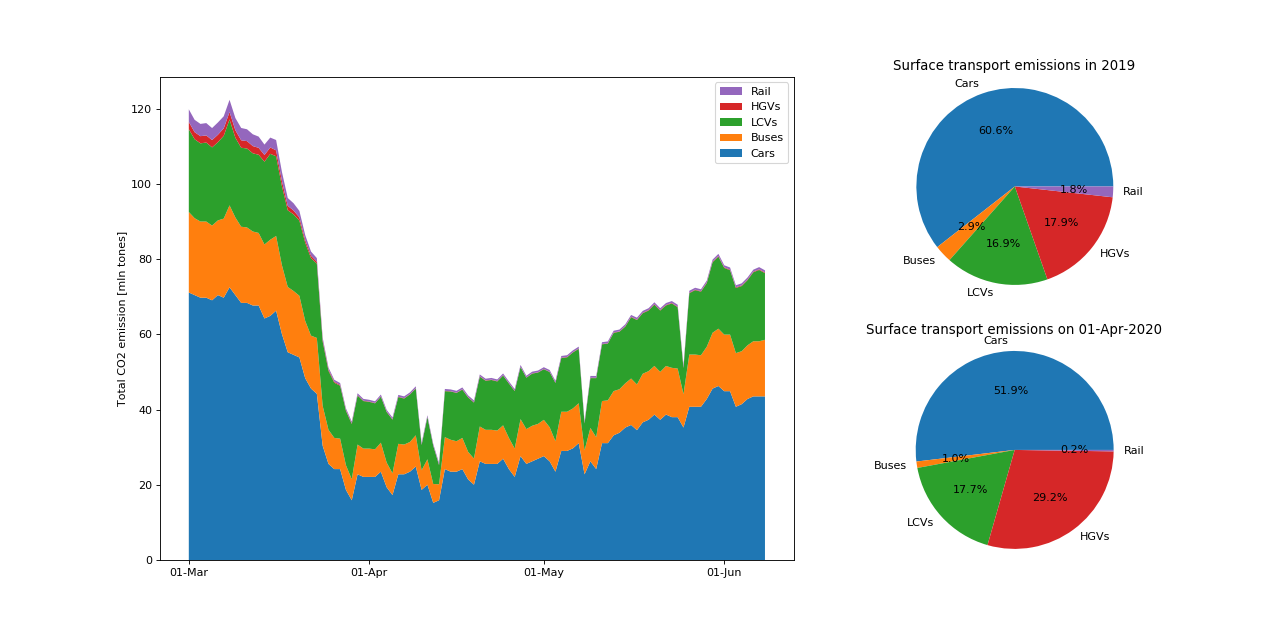 Total CO2 emission [mln tones]
120
100
80
60
40
20
0
01-Mar
01-Apr
01-May
01-Jun
Rail
HGVs
LCVs
Buses
Cars
Surface transport emissions in 2019
Cars
60.6%
1.8%
Rail
2.9%
17.9%
16.9%
Buses
HGVs
LCVs
Surface transport emissions on 01-Apr-2020
Cars
51.9%
0.2%
Rail
1.0%
Buses
17.7%
29.2%
LCVs
HGVs